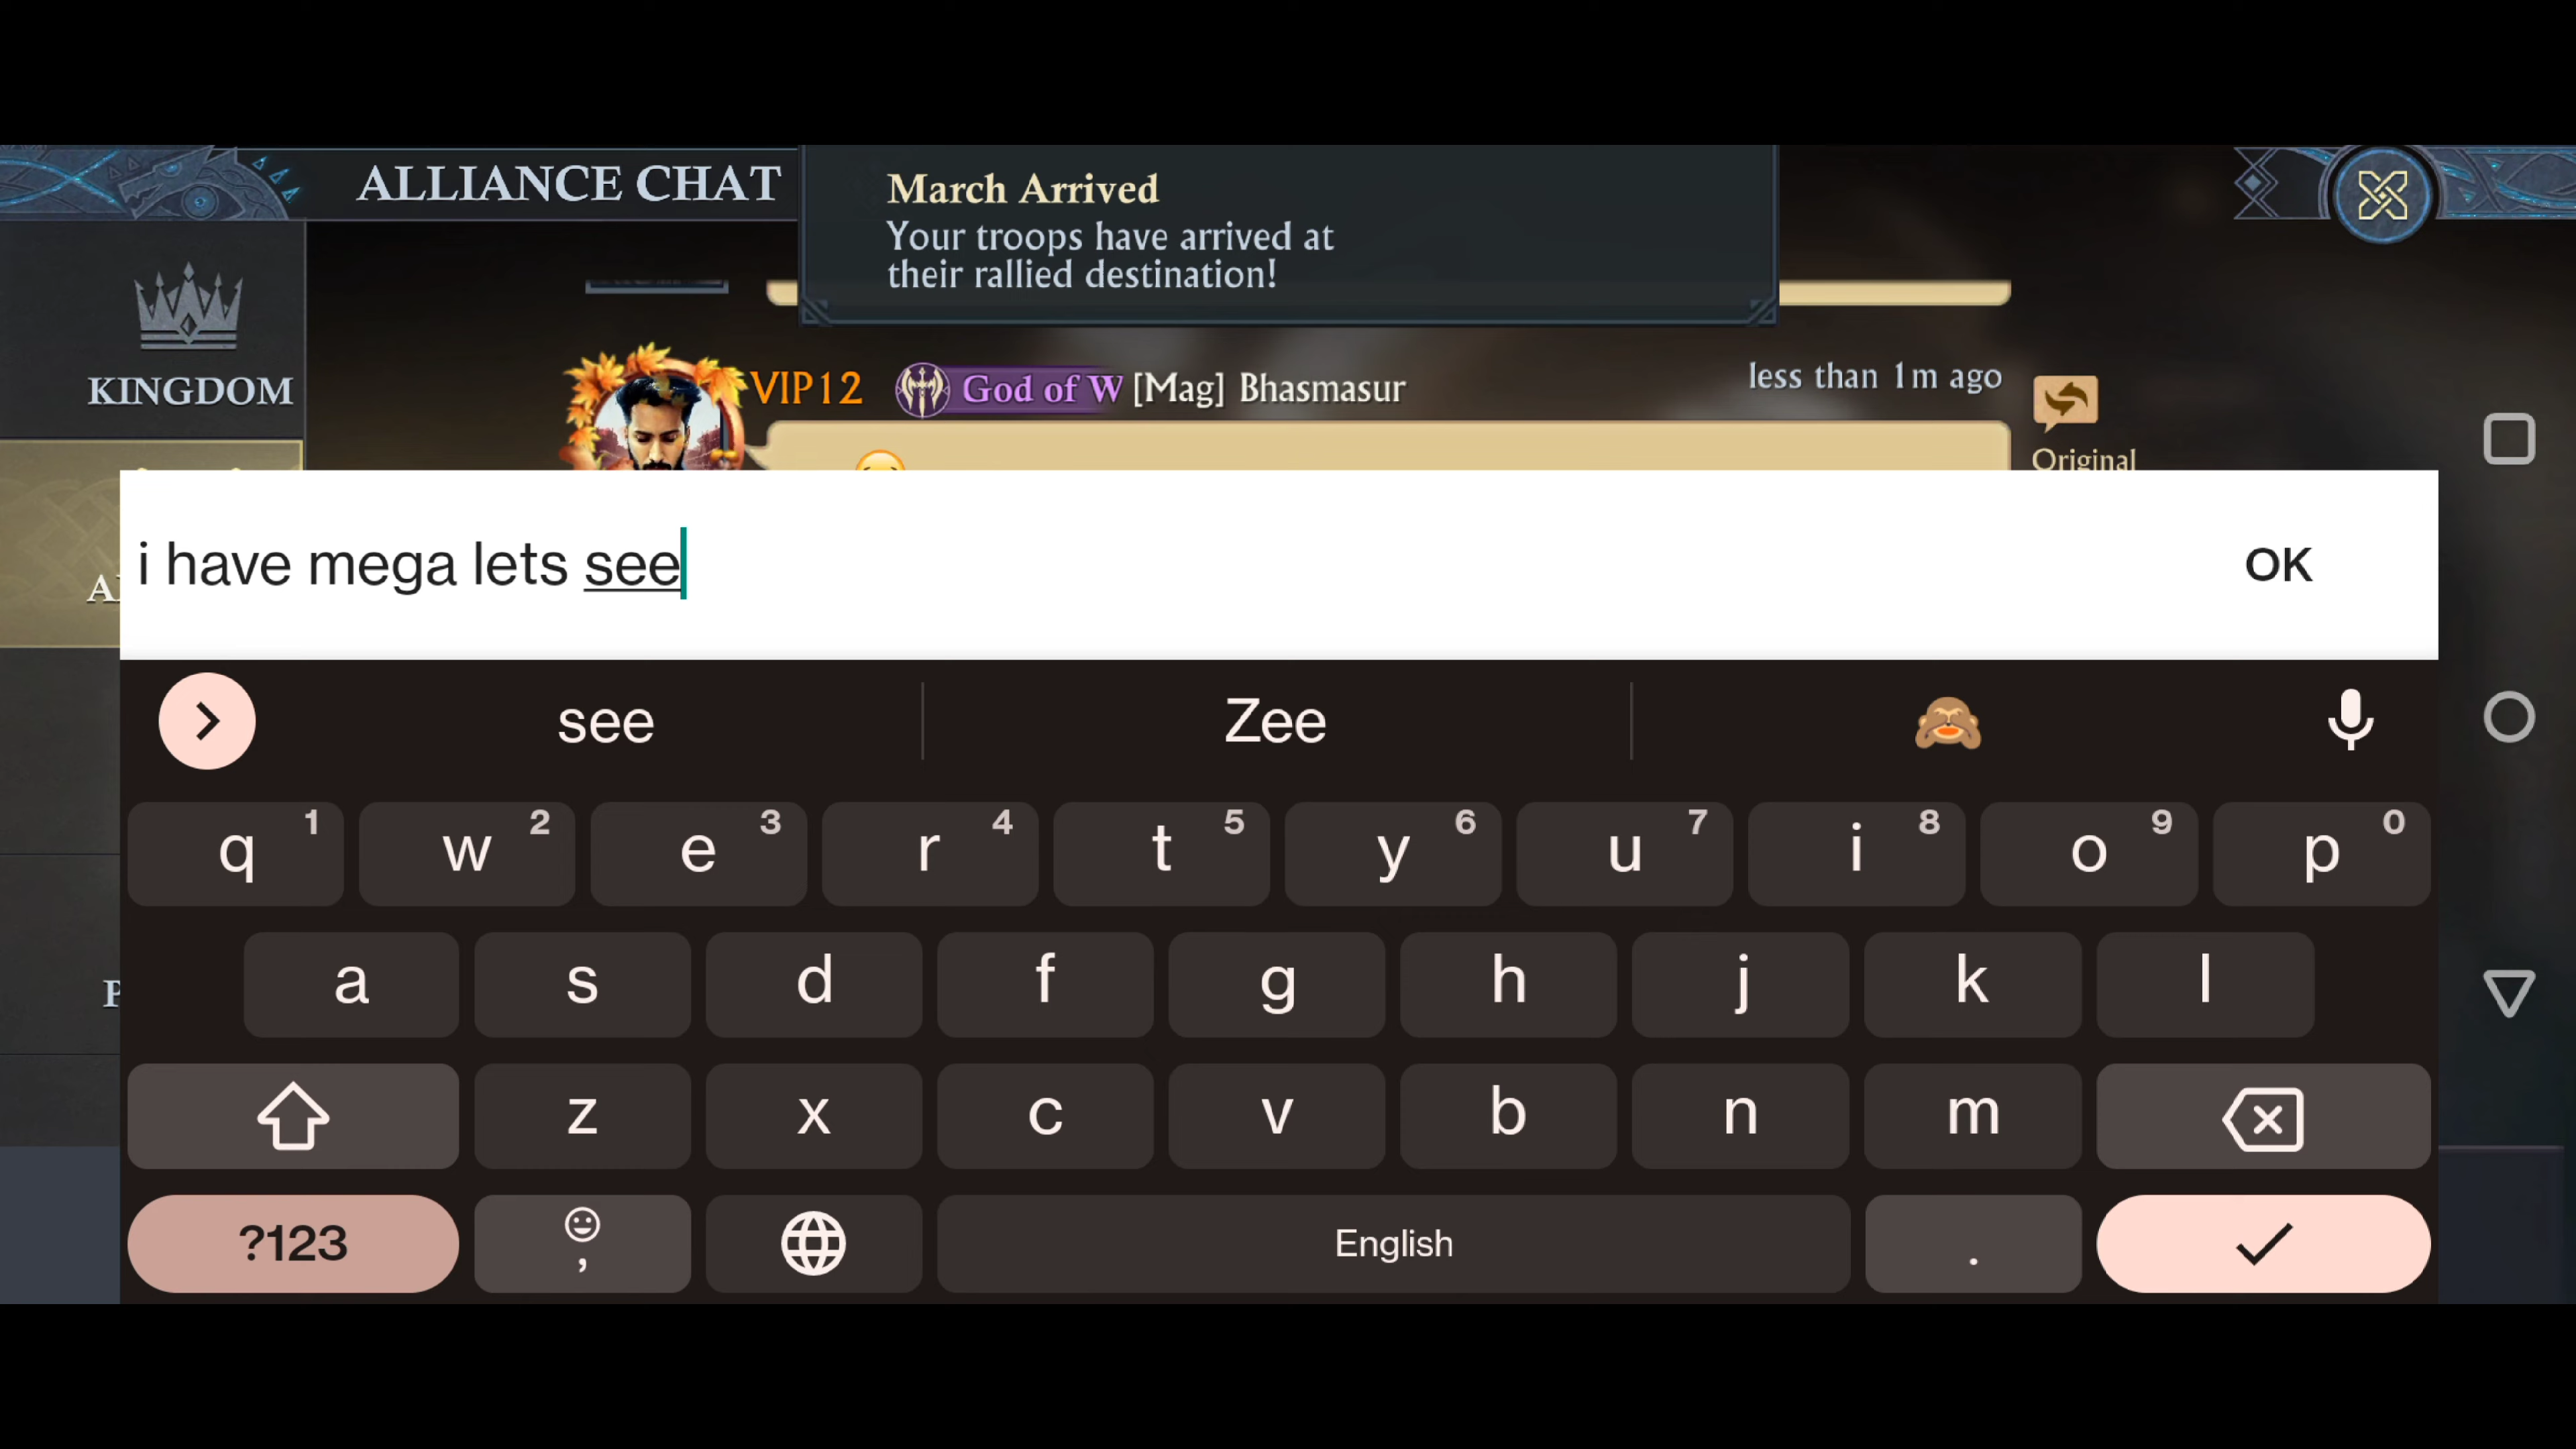 ALLIANCE CHAT
March Arrived
Your troops have arrived at
their rallied destination!
KINGDOM
VIP12 God of W [Mag] Bhasmasur
less than 1m ago
Original
i have mega lets see
OK
see Zee
q 1 w 2 e 3 r 4 t 5 y 6 u 7 i 8 o 9 p 0
a s d f g h j k l
z x c v b n m
?123 , English .